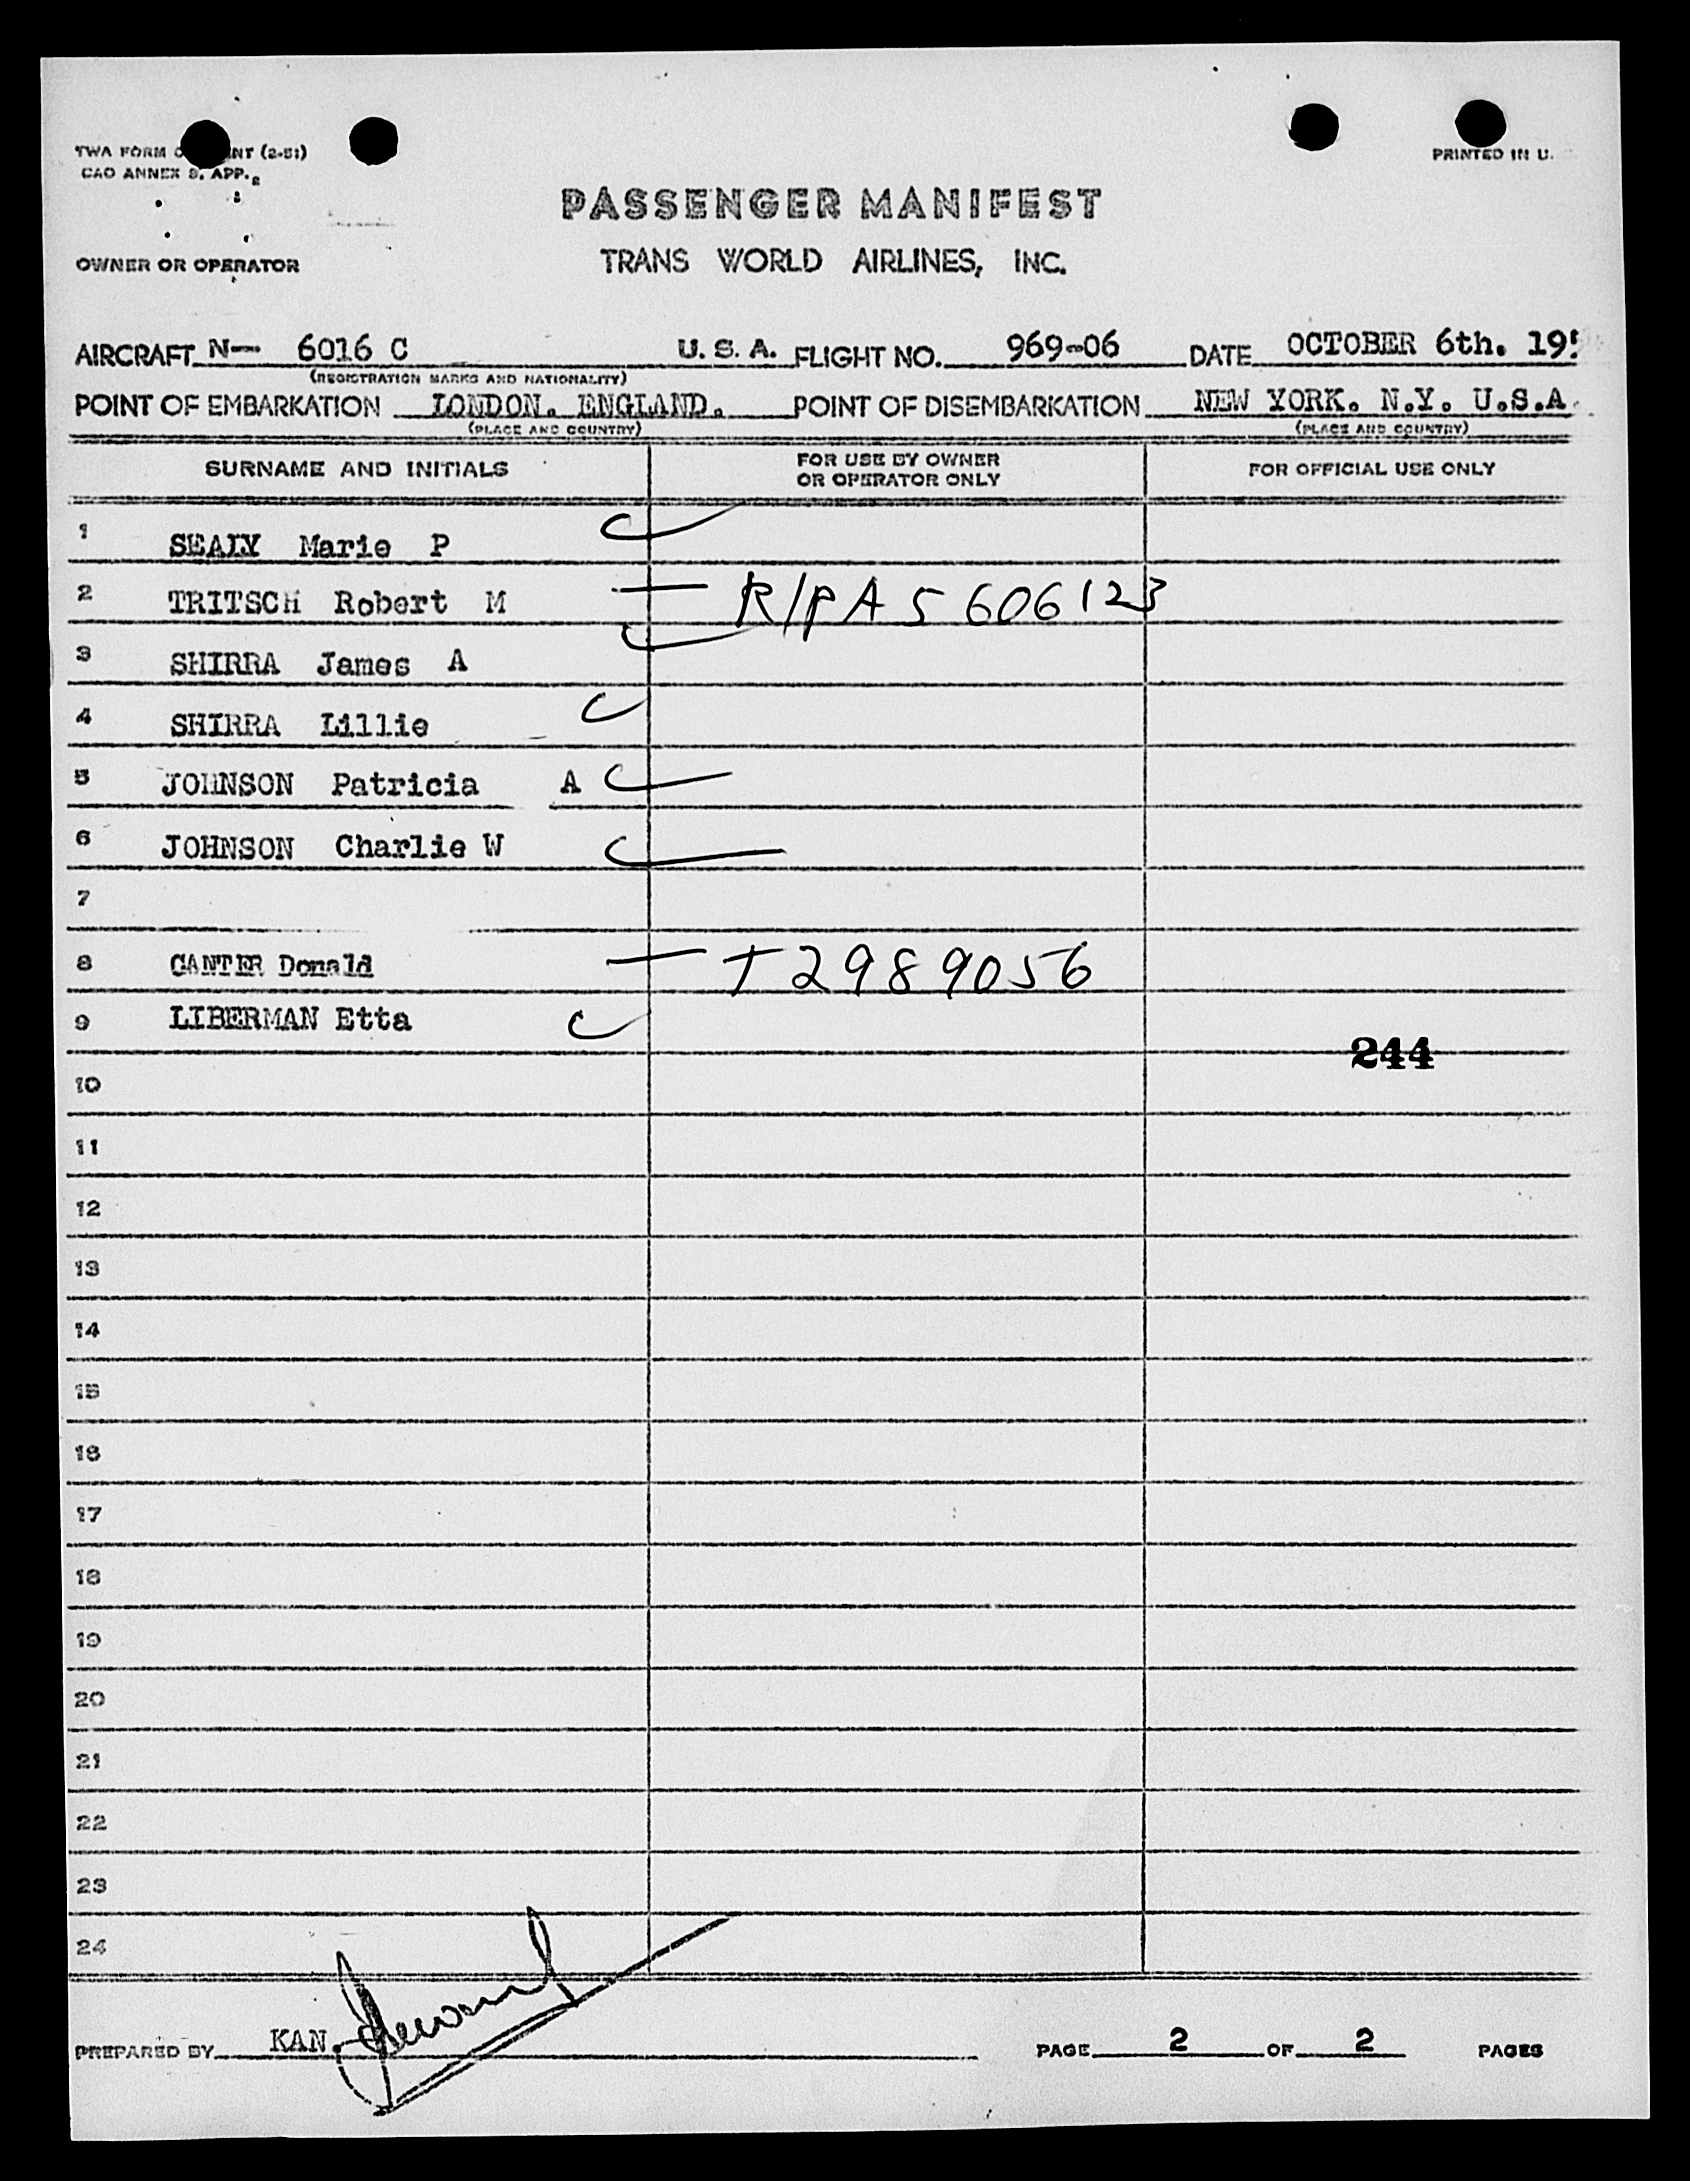 TWA FORM (2-51)
PRINTED IN U.
CAO ANNEX 9. APP. 2
PASSENGER MANIFEST
OWNER OR OPERATOR TRANS WORLD AIRLINES, INC.
AIRCRAFT N— 6016 C U. S. A. FLIGHT NO. 969-06 DATE OCTOBER 6th. 195
(REGISTRATION MARKS AND NATIONALITY)
POINT OF EMBARKATION LONDON. ENGLAND. POINT OF DISEMBARKATION NEW YORK. N.Y. U.S.A.
(PLACE AND COUNTRY) (PLACE AND COUNTRY)
SURNAME AND INITIALS FOR USE BY OWNER OR OPERATOR ONLY FOR OFFICIAL USE ONLY
1 SEALY Marie P
2 TRITSCH Robert M — R/PA 5606123
3 SHIRRA James A
4 SHIRRA Lillie
5 JOHNSON Patricia A
6 JOHNSON Charlie W
7
8 CANTER Donald — T2989056
9 LIBERMAN Etta
244
10
11
12
13
14
15
16
17
18
19
20
21
22
23
24
PREPARED BY KAN. PAGE 2 OF 2 PAGES